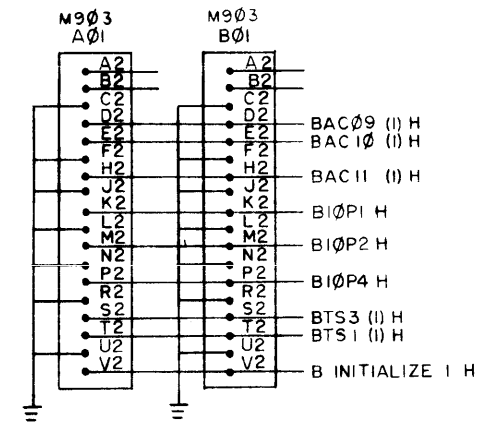 M903 M903
AØ1 BØ1
A2 A2
B2 B2
C2 C2
D2 D2 BACØ9 (1) H
E2 E2 BAC1Ø (1) H
F2 F2
H2 H2 BAC11 (1) H
J2 J2
K2 K2 BIØP1 H
L2 L2
M2 M2 BIØP2 H
N2 N2
P2 P2 BIØP4 H
R2 R2
S2 S2 BTS3 (1) H
T2 T2 BTS1 (1) H
U2 U2
V2 V2 B INITIALIZE 1 H